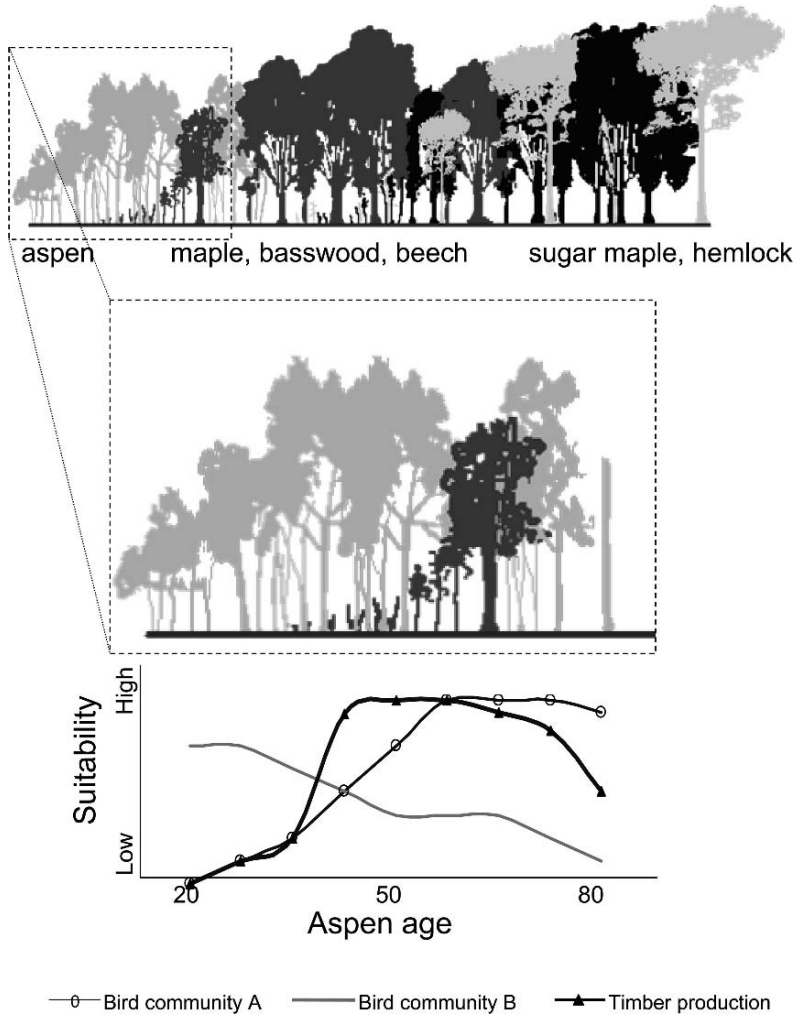 aspen maple, basswood, beech sugar maple, hemlock
High
Suitability
Low
20 50 80
Aspen age
Bird community A Bird community B Timber production